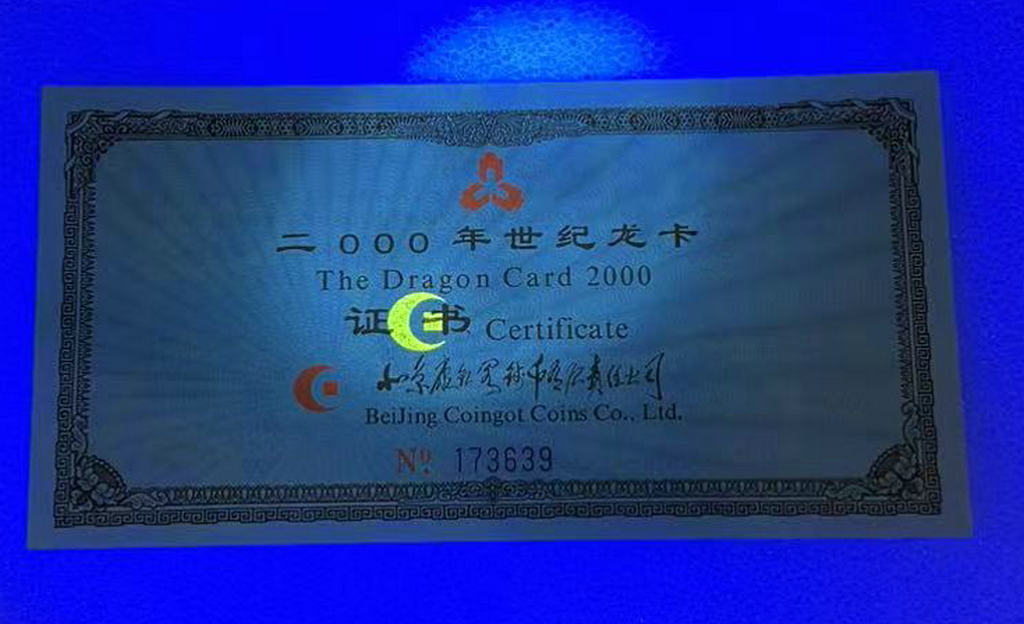 二000年世纪龙卡
The Dragon Card 2000
证书 Certificate
北京康银阁钱币有限责任公司
BeiJing Coingot Coins Co., Ltd.
Nº 173639